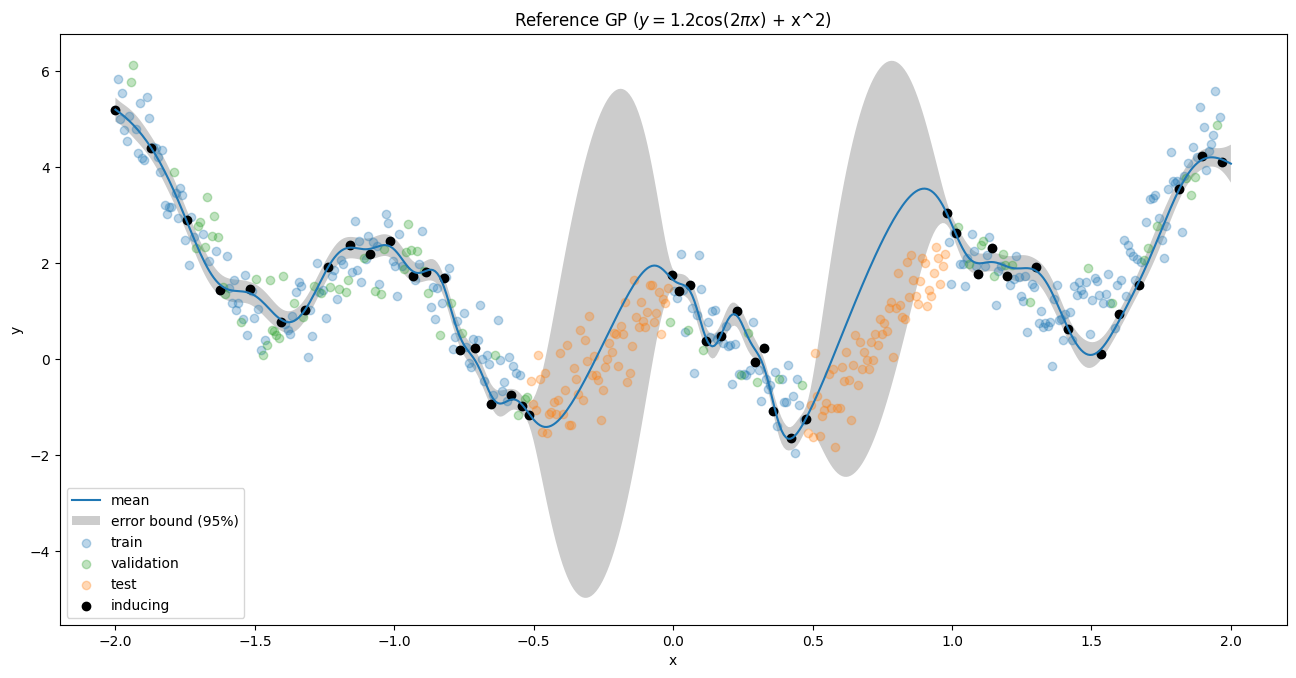 Reference GP (y = 1.2cos(2πx) + x^2)
y
6
4
2
0
−2
−4
mean
error bound (95%)
train
validation
test
inducing
−2.0 −1.5 −1.0 −0.5 0.0 0.5 1.0 1.5 2.0
x